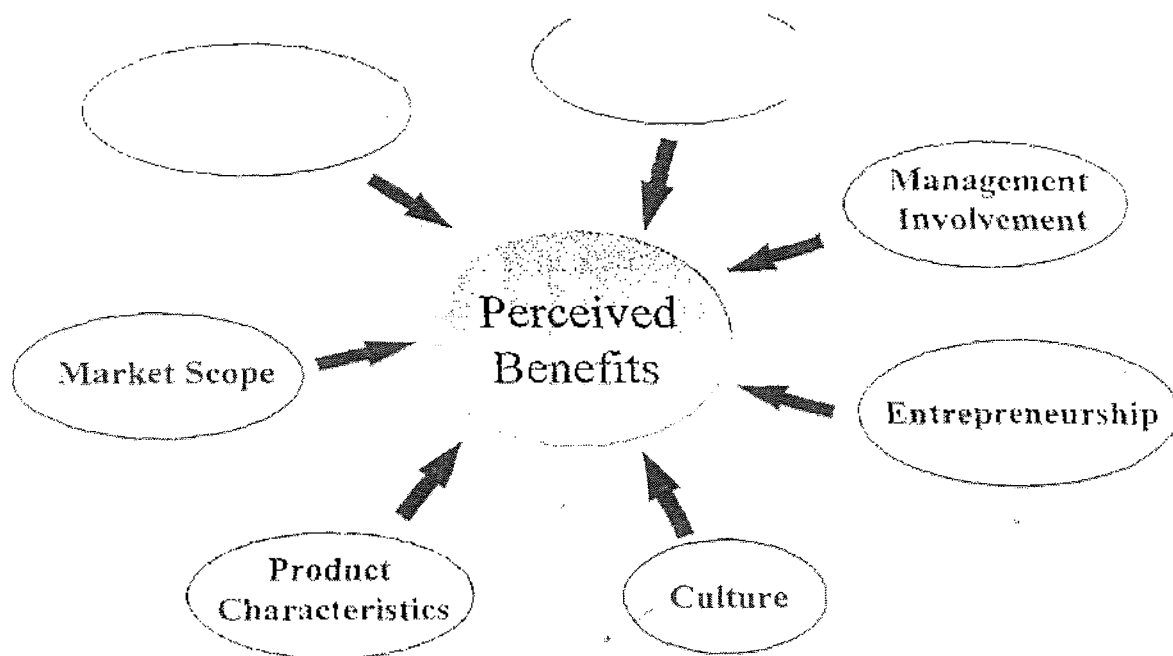 Management
Involvement
Perceived
Benefits
Market Scope
Entrepreneurship
Product
Characteristics
Culture